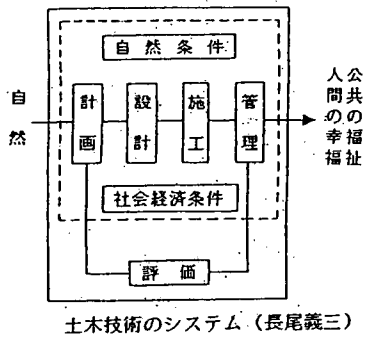 自然条件
自然
計画
設計
施工
管理
公共の福祉
人間の幸福
社会経済条件
評価
土木技術のシステム（長尾義三）